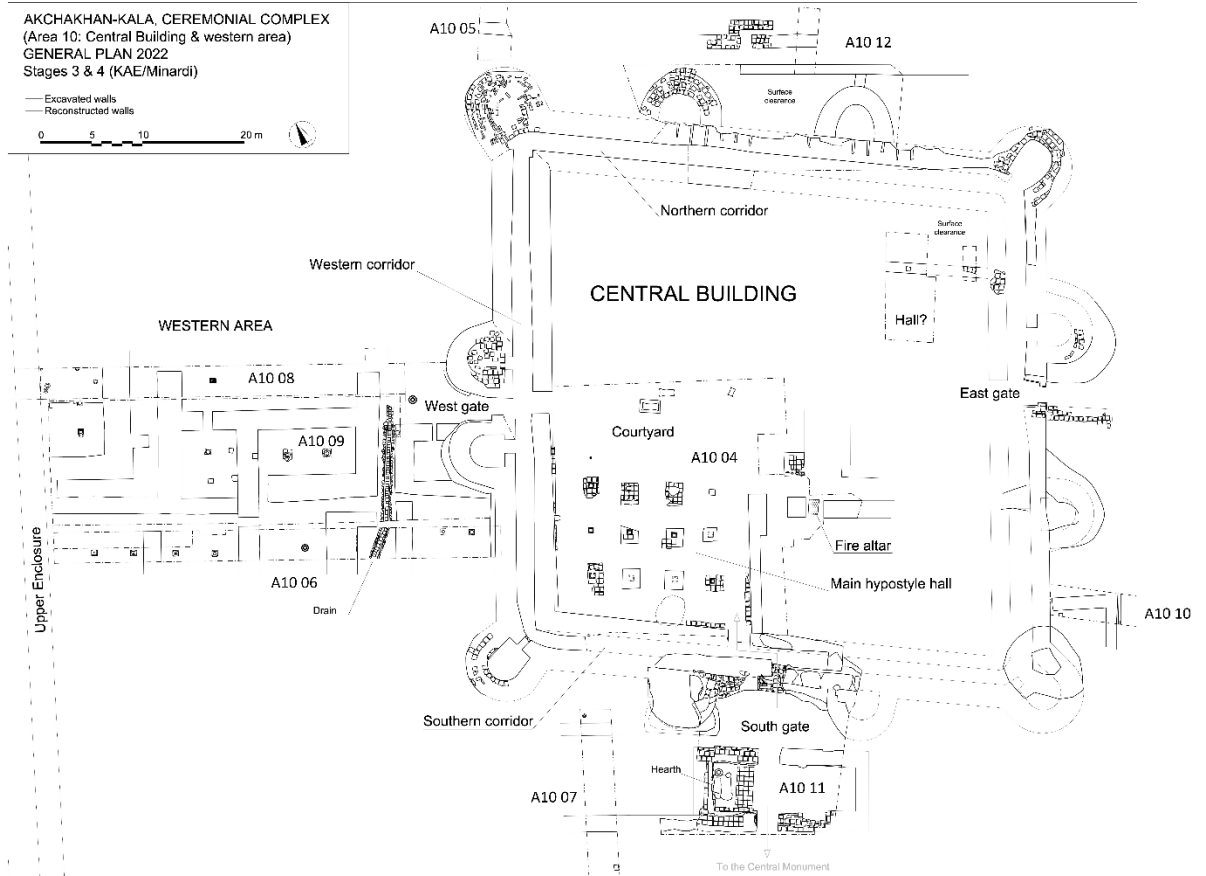 AKCHAKHAN-KALA, CEREMONIAL COMPLEX
(Area 10: Central Building & western area)
GENERAL PLAN 2022
Stages 3 & 4 (KAE/Minardi)
Excavated walls
Reconstructed walls
0 5 10 20 m
A10 05
A10 12
Surface
clearance
Northern corridor
Surface
clearance
Western corridor
CENTRAL BUILDING
Hall?
WESTERN AREA
A10 08
West gate
East gate
Courtyard
A10 09
A10 04
Fire altar
Upper Enclosure
Main hypostyle hall
A10 06
Drain
A10 10
Southern corridor
South gate
Hearth
A10 07
A10 11
To the Central Monument